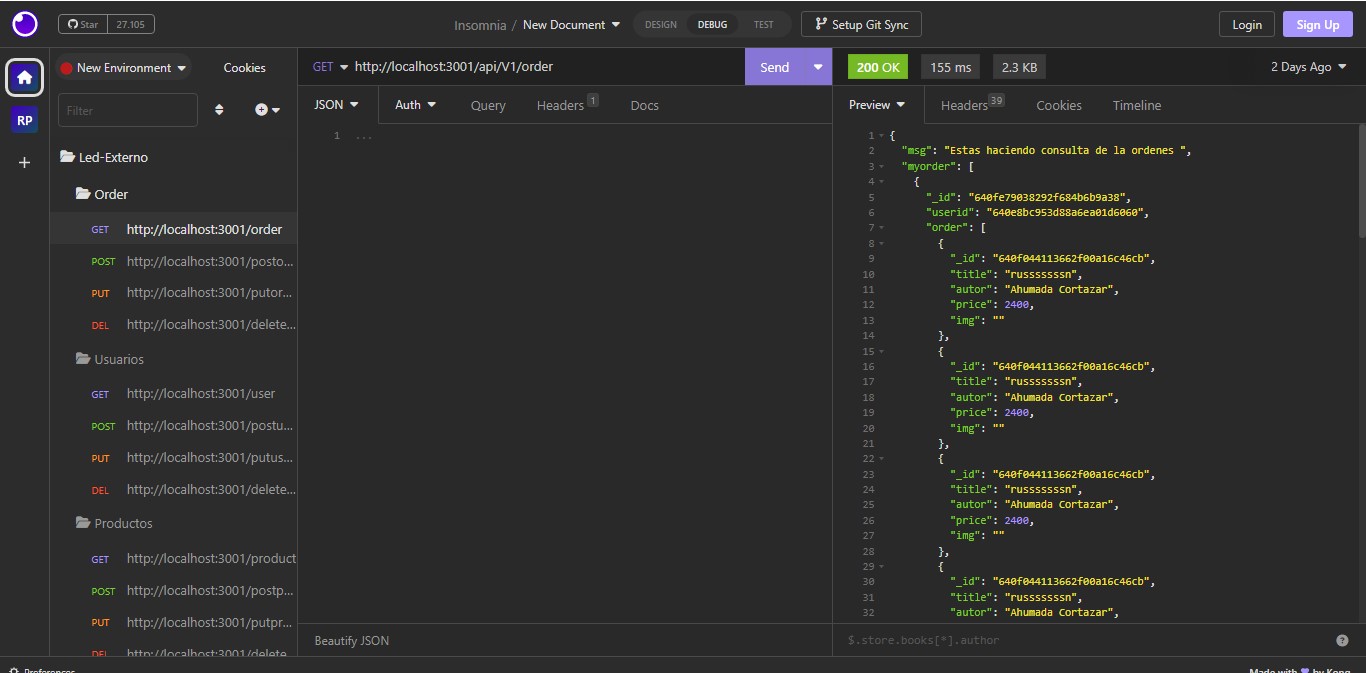 Star 27.105
Insomnia / New Document
DESIGN DEBUG TEST
Setup Git Sync
Login
Sign Up
New Environment
Cookies
Filter
RP
Led-Externo
Order
GET http://localhost:3001/order
POST http://localhost:3001/posto...
PUT http://localhost:3001/putor...
DEL http://localhost:3001/delete...
Usuarios
GET http://localhost:3001/user
POST http://localhost:3001/postu...
PUT http://localhost:3001/putus...
DEL http://localhost:3001/delete...
Productos
GET http://localhost:3001/product
POST http://localhost:3001/postp...
PUT http://localhost:3001/putpr...
DEL http://localhost:3001/delete
Preferences
GET http://localhost:3001/api/V1/order
Send
JSON Auth Query Headers 1 Docs
1 ...
Beautify JSON
200 OK 155 ms 2.3 KB 2 Days Ago
Preview Headers 39 Cookies Timeline
1 {
2 "msg": "Estas haciendo consulta de la ordenes ",
3 "myorder": [
4 {
5 "_id": "640fe79038292f684b6b9a38",
6 "userid": "640e8bc953d88a6ea01d6060",
7 "order": [
8 {
9 "_id": "640f044113662f00a16c46cb",
10 "title": "russsssssn",
11 "autor": "Ahumada Cortazar",
12 "price": 2400,
13 "img": ""
14 },
15 {
16 "_id": "640f044113662f00a16c46cb",
17 "title": "russsssssn",
18 "autor": "Ahumada Cortazar",
19 "price": 2400,
20 "img": ""
21 },
22 {
23 "_id": "640f044113662f00a16c46cb",
24 "title": "russsssssn",
25 "autor": "Ahumada Cortazar",
26 "price": 2400,
27 "img": ""
28 },
29 {
30 "_id": "640f044113662f00a16c46cb",
31 "title": "russsssssn",
32 "autor": "Ahumada Cortazar",
$.store.books[*].author
Made with 💜 by Kong